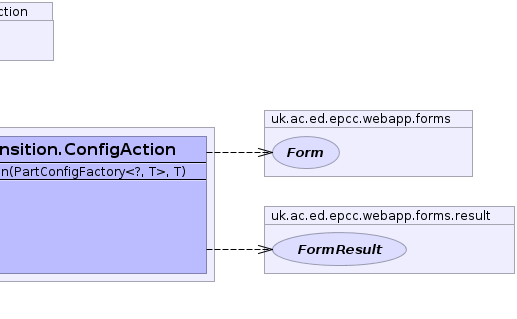 ction
uk.ac.ed.epcc.webapp.forms
Form
nsition.ConfigAction
n(PartConfigFactory<?, T>, T)
uk.ac.ed.epcc.webapp.forms.result
FormResult